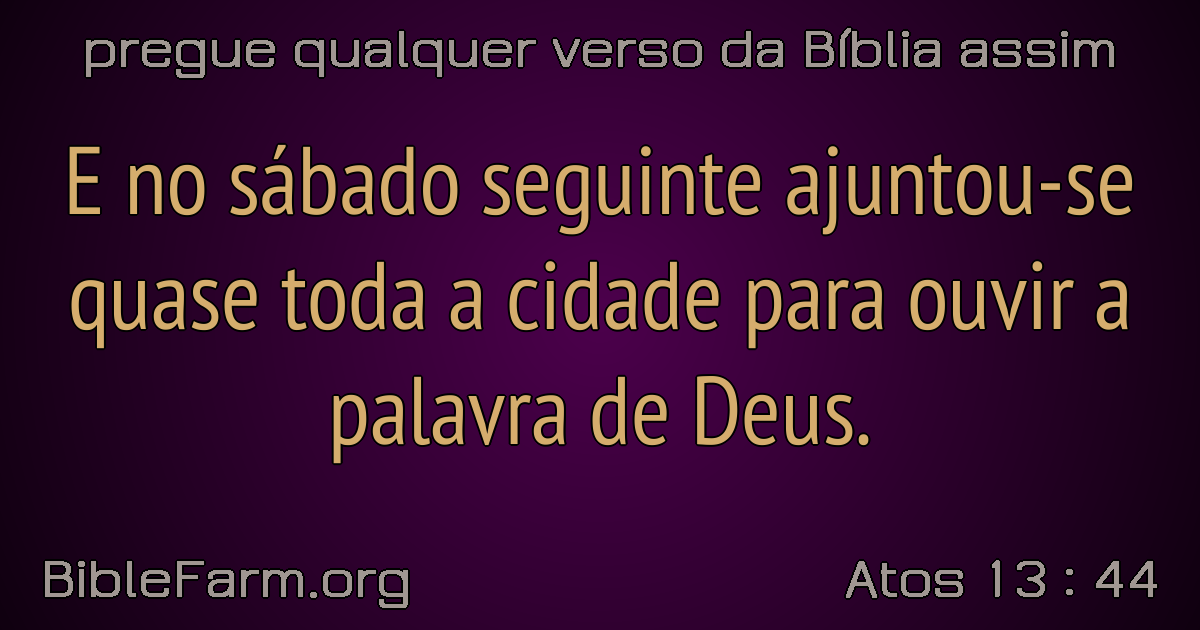 pregue qualquer verso da Bíblia assim
E no sábado seguinte ajuntou-se
quase toda a cidade para ouvir a
palavra de Deus.
BibleFarm.org
Atos 13 : 44